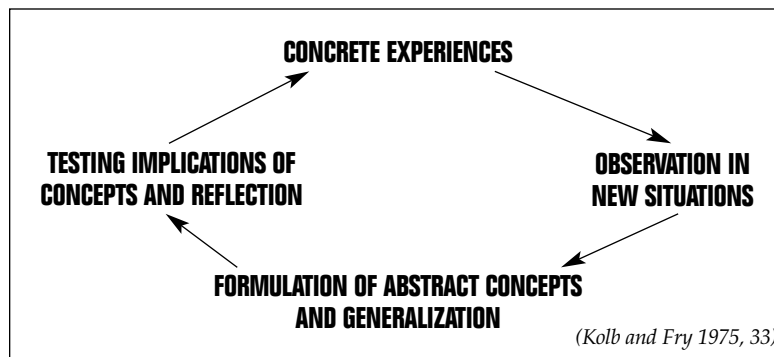 CONCRETE EXPERIENCES
TESTING IMPLICATIONS OF
CONCEPTS AND REFLECTION
OBSERVATION IN
NEW SITUATIONS
FORMULATION OF ABSTRACT CONCEPTS
AND GENERALIZATION
(Kolb and Fry 1975, 33)